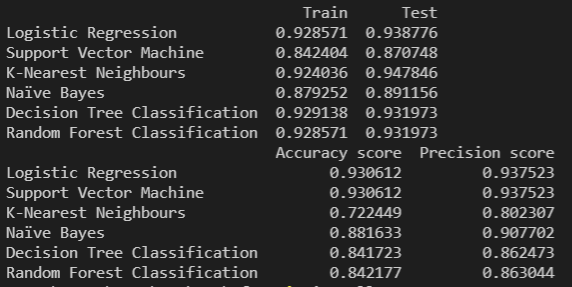 Train Test
Logistic Regression 0.928571 0.938776
Support Vector Machine 0.842404 0.870748
K-Nearest Neighbours 0.924036 0.947846
Naïve Bayes 0.879252 0.891156
Decision Tree Classification 0.929138 0.931973
Random Forest Classification 0.928571 0.931973
Accuracy score Precision score
Logistic Regression 0.930612 0.937523
Support Vector Machine 0.930612 0.937523
K-Nearest Neighbours 0.722449 0.802307
Naïve Bayes 0.881633 0.907702
Decision Tree Classification 0.841723 0.862473
Random Forest Classification 0.842177 0.863044